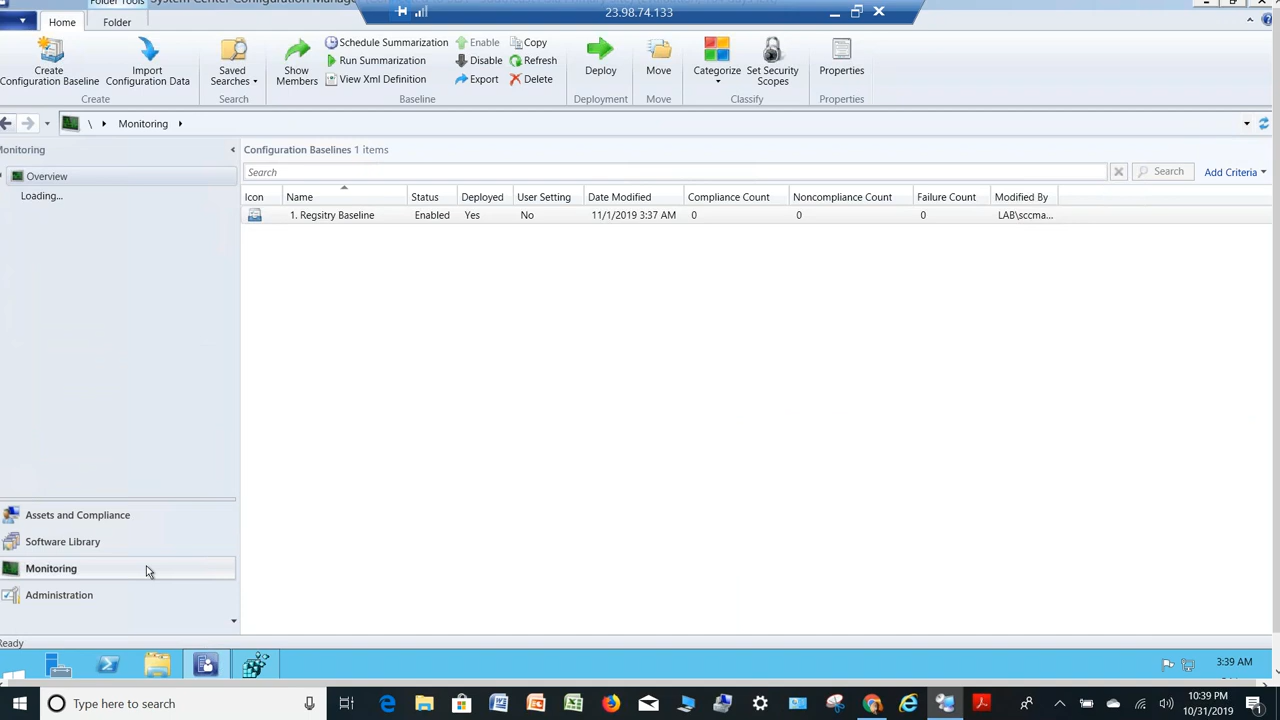 Folder Tools
System Center Configuration Manage
23.98.74.133
Home
Folder
Create
Configuration Baseline
Import
Configuration Data
Create
Saved
Searches
Search
Show
Members
Schedule Summarization
Run Summarization
View Xml Definition
Enable
Disable
Export
Copy
Refresh
Delete
Baseline
Deploy
Deployment
Move
Move
Categorize
Set Security
Scopes
Classify
Properties
Properties
\ Monitoring
Monitoring
Overview
Loading...
Configuration Baselines 1 items
Search
Search
Add Criteria
Icon Name Status Deployed User Setting Date Modified Compliance Count Noncompliance Count Failure Count Modified By
1. Regsitry Baseline Enabled Yes No 11/1/2019 3:37 AM 0 0 0 LAB\sccma...
Assets and Compliance
Software Library
Monitoring
Administration
Ready
3:39 AM
Type here to search
10:39 PM
10/31/2019
1